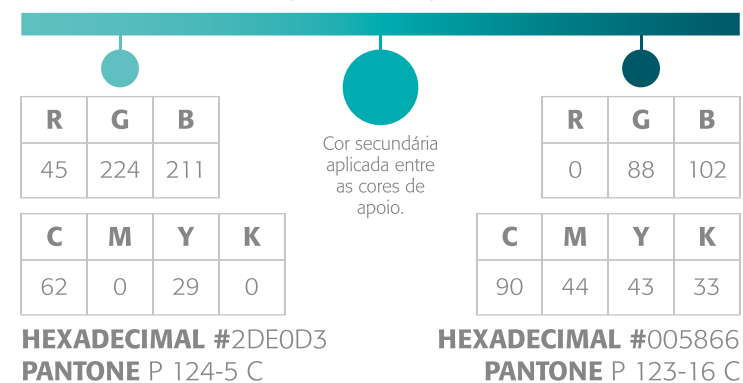 R G B
45 224 211
C M Y K
62 0 29 0
HEXADECIMAL #2DE0D3
PANTONE P 124-5 C
Cor secundária
aplicada entre
as cores de
apoio.
R G B
0 88 102
C M Y K
90 44 43 33
HEXADECIMAL #005866
PANTONE P 123-16 C